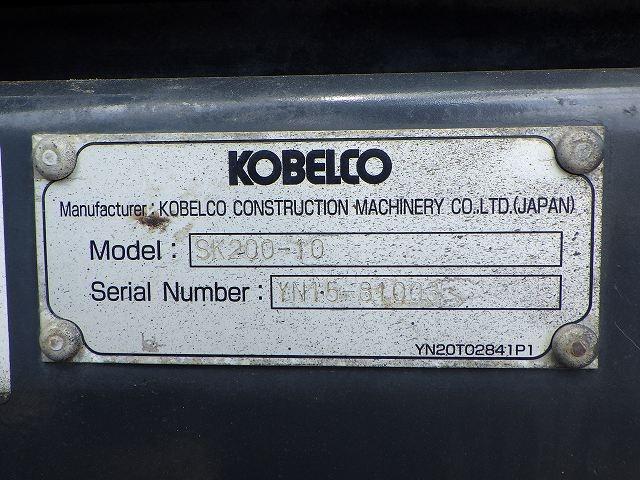 KOBELCO
Manufacturer : KOBELCO CONSTRUCTION MACHINERY CO.,LTD.(JAPAN)
Model : SK200-10
Serial Number :
YN20T02841P1